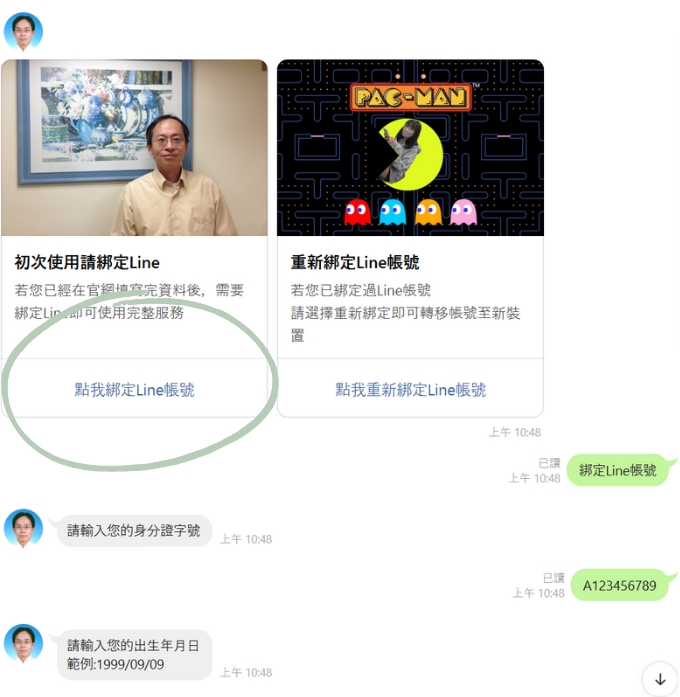 PAC-MAN™
初次使用請綁定Line
若您已經在官網填寫完資料後，需要
綁定Line即可使用完整服務
點我綁定Line帳號
重新綁定Line帳號
若您已綁定過Line帳號
請選擇重新綁定即可轉移帳號至新裝
置
點我重新綁定Line帳號
上午 10:48
已讀
上午 10:48
綁定Line帳號
請輸入您的身分證字號
上午 10:48
已讀
上午 10:48
A123456789
請輸入您的出生年月日
範例:1999/09/09
上午 10:48